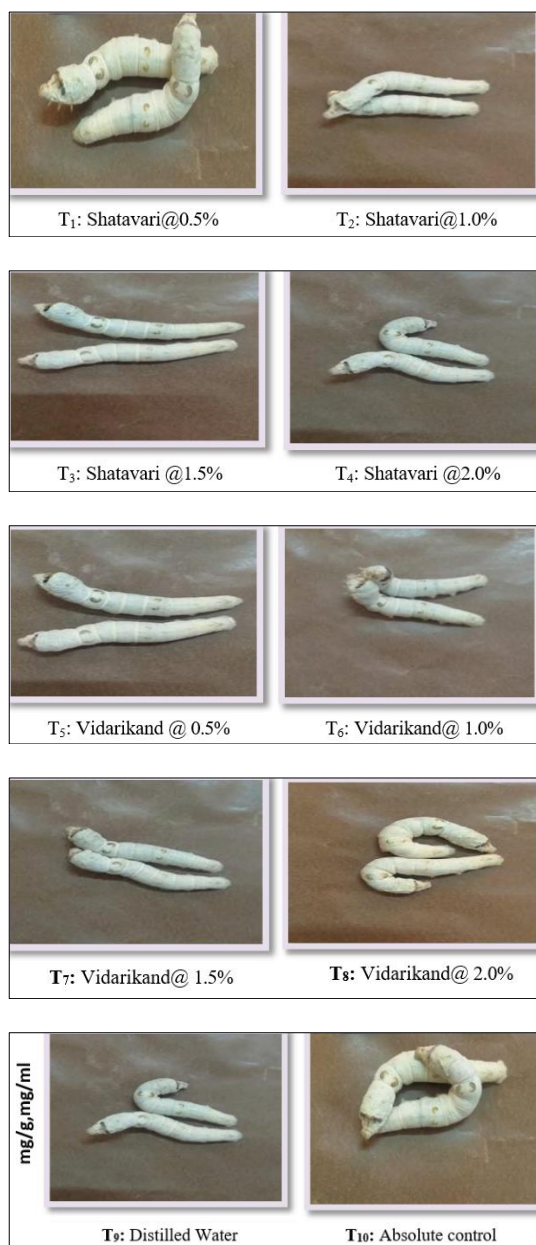 T₁: Shatavari@0.5%
T₂: Shatavari@1.0%
T₃: Shatavari @1.5%
T₄: Shatavari @2.0%
T₅: Vidarikand @ 0.5%
T₆: Vidarikand@ 1.0%
T₇: Vidarikand@ 1.5%
T₈: Vidarikand@ 2.0%
mg/g,mg/ml
T₉: Distilled Water
T₁₀: Absolute control